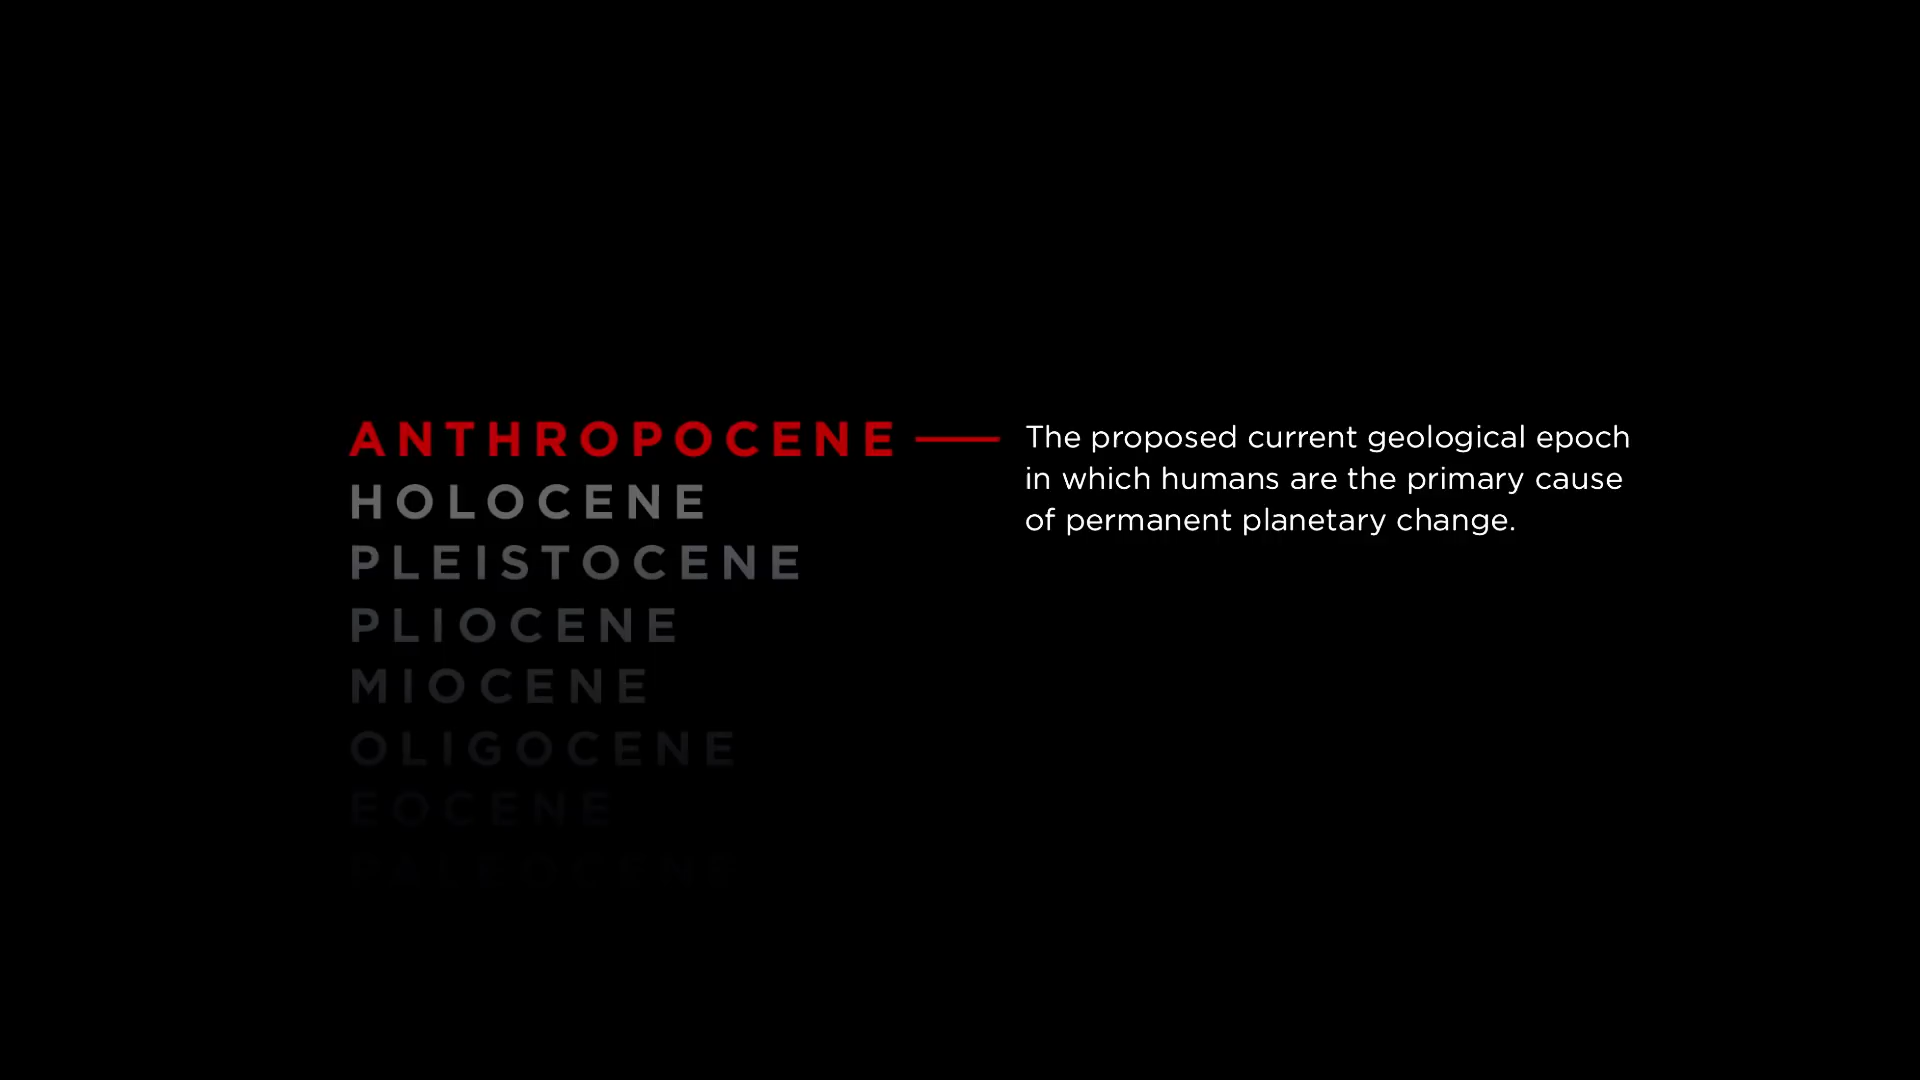 ANTHROPOCENE
The proposed current geological epoch
in which humans are the primary cause
of permanent planetary change.
HOLOCENE
PLEISTOCENE
PLIOCENE
MIOCENE
OLIGOCENE
EOCENE
PALEOCENE